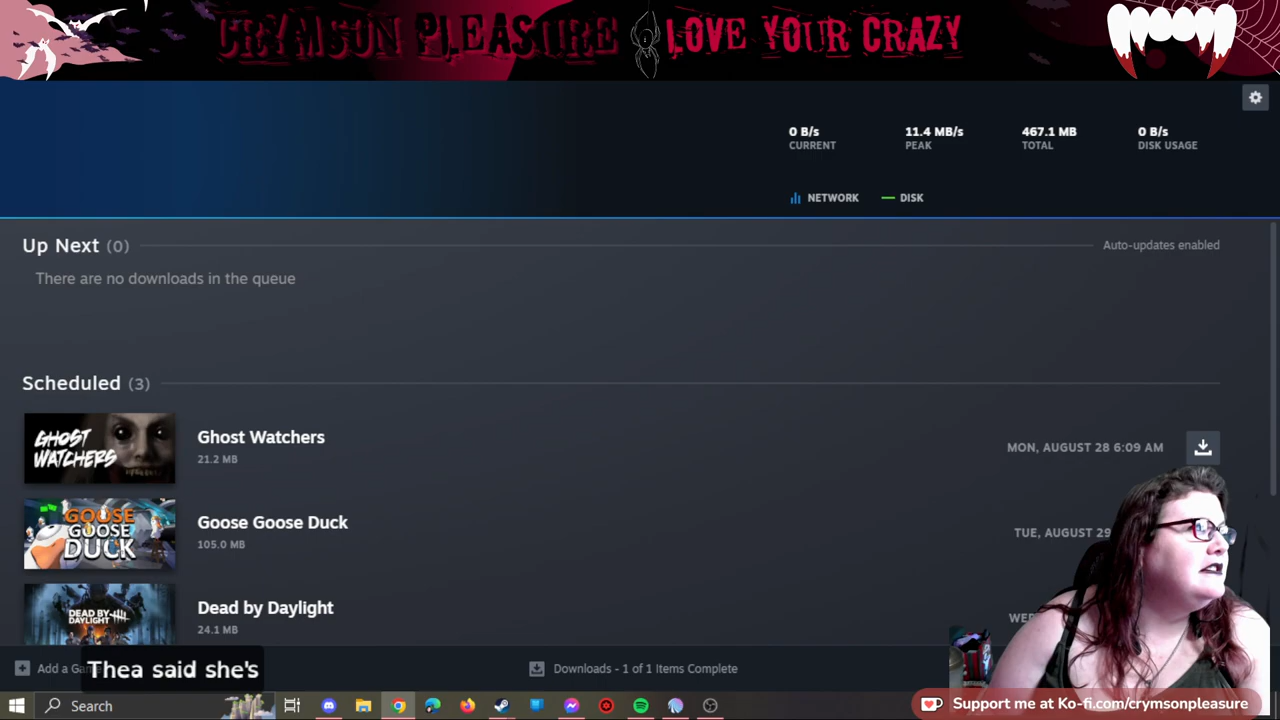 CRYMSON PLEASURE LOVE YOUR CRAZY
0 B/s 11.4 MB/s 467.1 MB 0 B/s
CURRENT PEAK TOTAL DISK USAGE
NETWORK DISK
Up Next (0) Auto-updates enabled
There are no downloads in the queue
Scheduled (3)
GHOST WATCHERS
Ghost Watchers
21.2 MB
MON, AUGUST 28 6:09 AM
GOOSE GOOSE DUCK
Goose Goose Duck
105.0 MB
TUE, AUGUST 29
DEAD BY DAYLIGHT
Dead by Daylight
24.1 MB
Add a
Thea said she's
Downloads - 1 of 1 Items Complete
Search
Support me at Ko-fi.com/crymsonpleasure